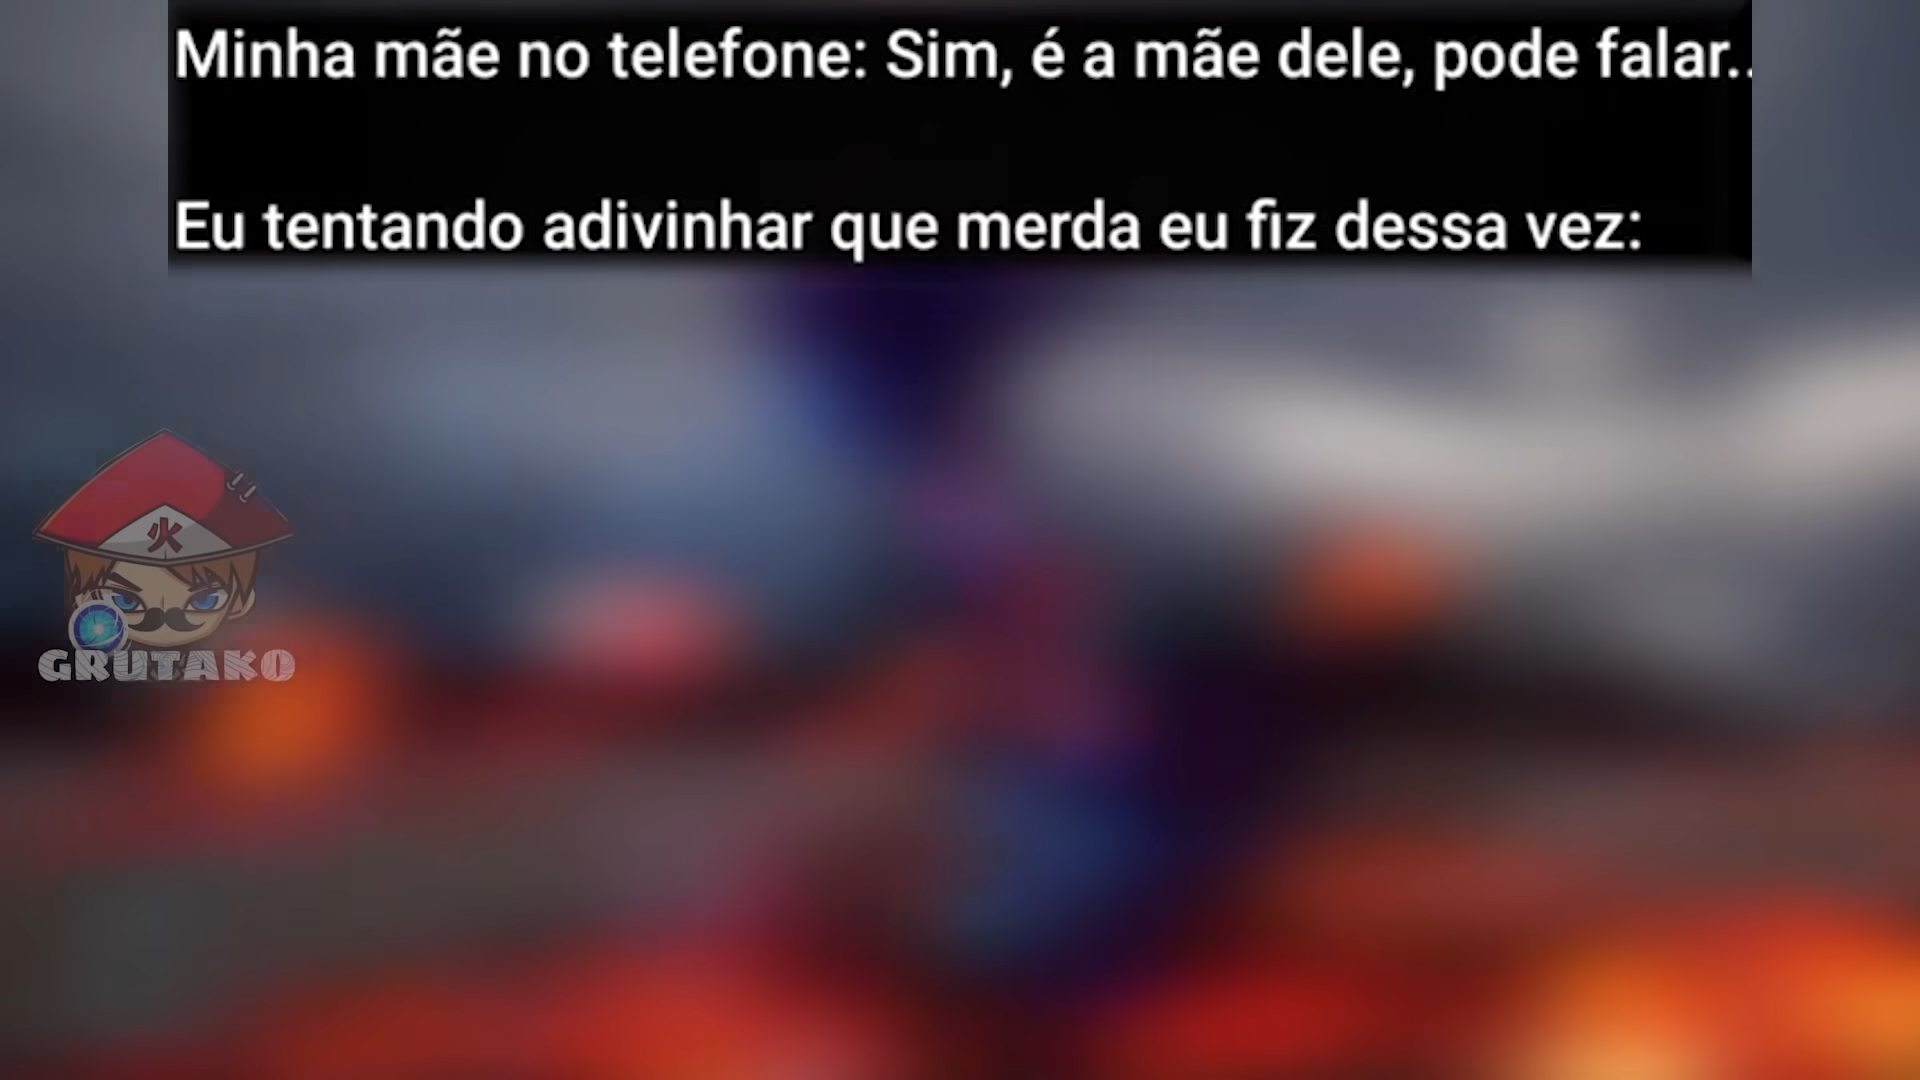 Minha mãe no telefone: Sim, é a mãe dele, pode falar..
Eu tentando adivinhar que merda eu fiz dessa vez:
火
GRUTAKO